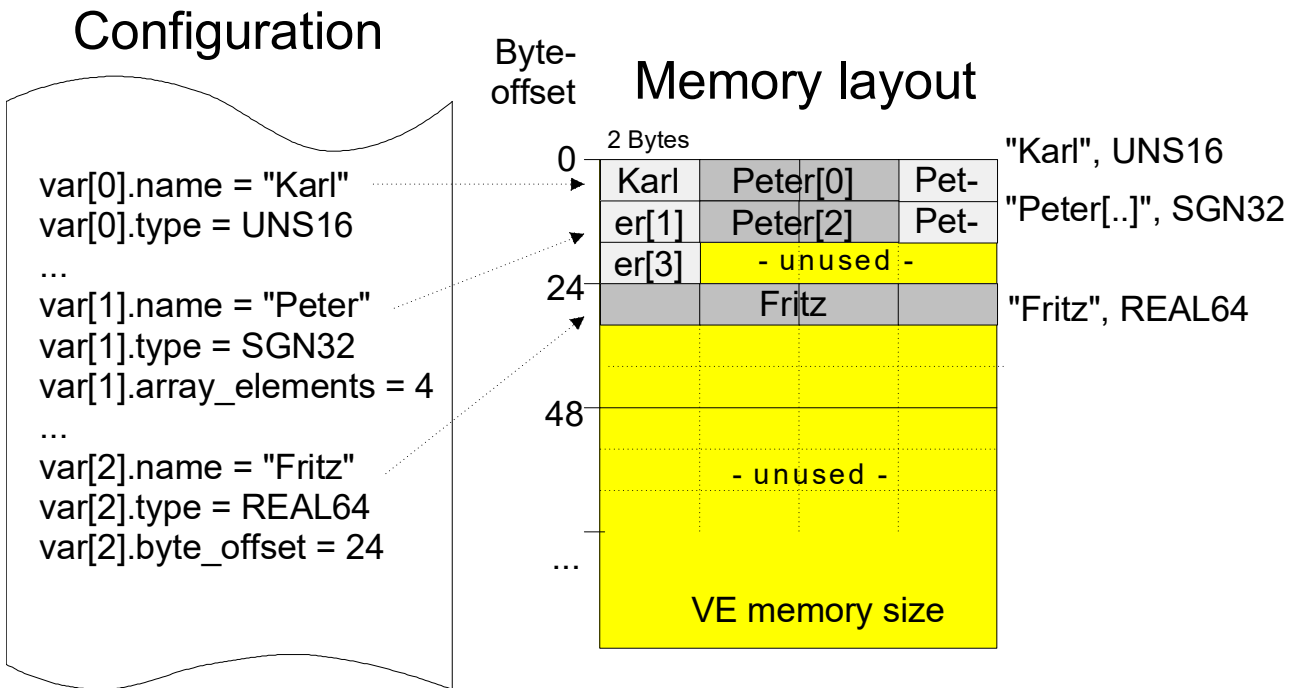 Configuration
var[0].name = "Karl"
var[0].type = UNS16
...
var[1].name = "Peter"
var[1].type = SGN32
var[1].array_elements = 4
...
var[2].name = "Fritz"
var[2].type = REAL64
var[2].byte_offset = 24
Byte-
offset
Memory layout
2 Bytes
0
Karl Peter[0] Pet-
"Karl", UNS16
er[1] Peter[2] Pet-
"Peter[..]", SGN32
er[3] - unused -
24
Fritz
"Fritz", REAL64
48
- unused -
...
VE memory size